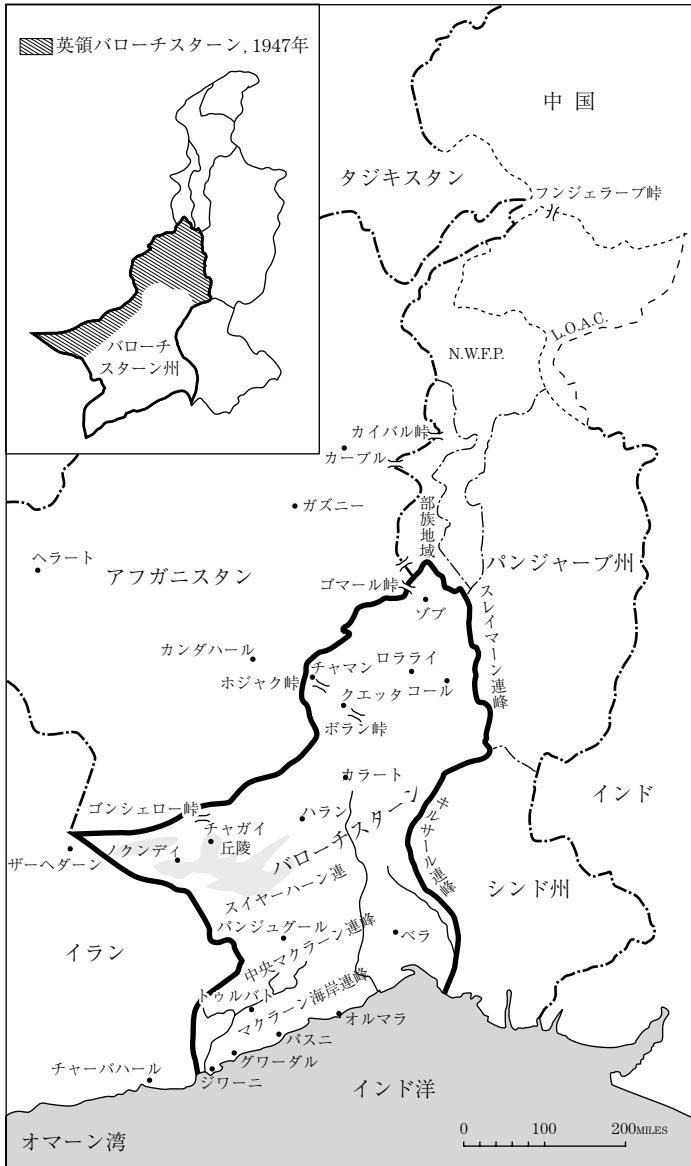 英領バローチスターン, 1947年
バローチ
スターン州
中 国
タジキスタン
フンジェラーブ峠
L.O.A.C.
N.W.F.P.
カイバル峠
カーブル
ガズニー
部族地域
ヘラート
アフガニスタン
パンジャーブ州
ゴマール峠
ゾブ
スレイマーン連峰
カンダハール
チャマン
ロラライ
ホジャク峠
クエッタ
コール
ボラン峠
カラート
インド
ゴンシェロー峠
ハラン
チャガイ
丘陵
バローチスターン
キルサール連峰
ザーヘダーン
ノクンディ
スイヤーハーン連
シンド州
パンジュグール
ベラ
イラン
中央マクラーン連峰
トゥルバト
マクラーン海岸連峰
オルマラ
パスニ
グワーダル
チャーバハール
ジワーニ
インド洋
オマーン湾
0 100 200MILES